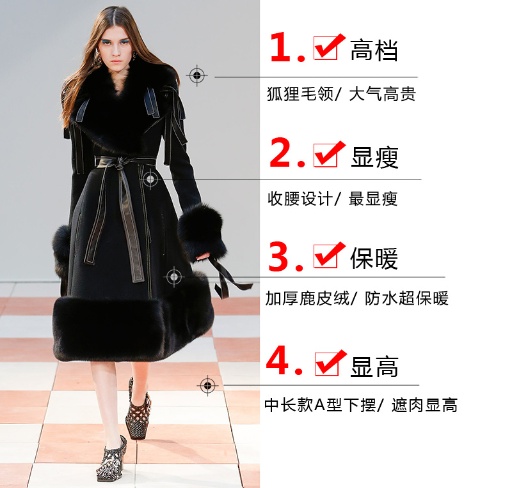 1. 高档
狐狸毛领/ 大气高贵
2. 显瘦
收腰设计/ 最显瘦
3. 保暖
加厚鹿皮绒/ 防水超保暖
4. 显高
中长款A型下摆/ 遮肉显高